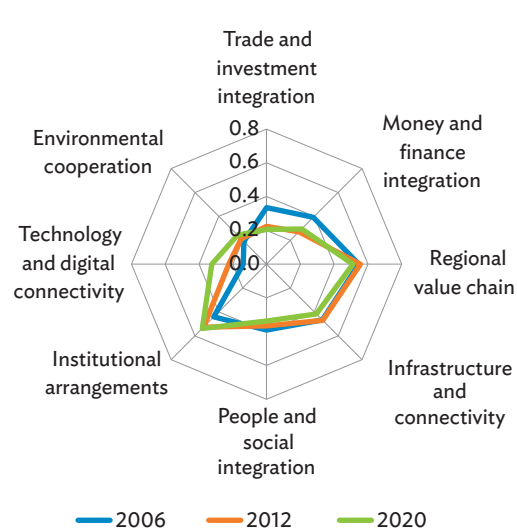 Trade and
investment
integration
Money and
finance
integration
Regional
value chain
Infrastructure
and
connectivity
People and
social
integration
Institutional
arrangements
Technology
and digital
connectivity
Environmental
cooperation
0.8
0.6
0.4
0.2
0.0
2006
2012
2020